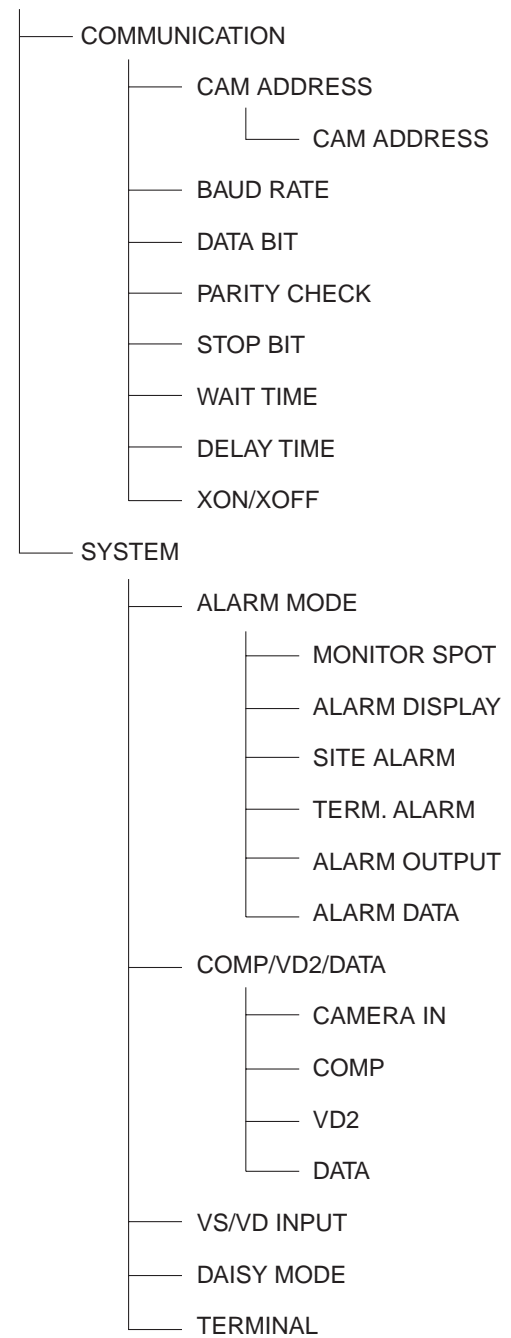 COMMUNICATION
CAM ADDRESS
CAM ADDRESS
BAUD RATE
DATA BIT
PARITY CHECK
STOP BIT
WAIT TIME
DELAY TIME
XON/XOFF
SYSTEM
ALARM MODE
MONITOR SPOT
ALARM DISPLAY
SITE ALARM
TERM. ALARM
ALARM OUTPUT
ALARM DATA
COMP/VD2/DATA
CAMERA IN
COMP
VD2
DATA
VS/VD INPUT
DAISY MODE
TERMINAL